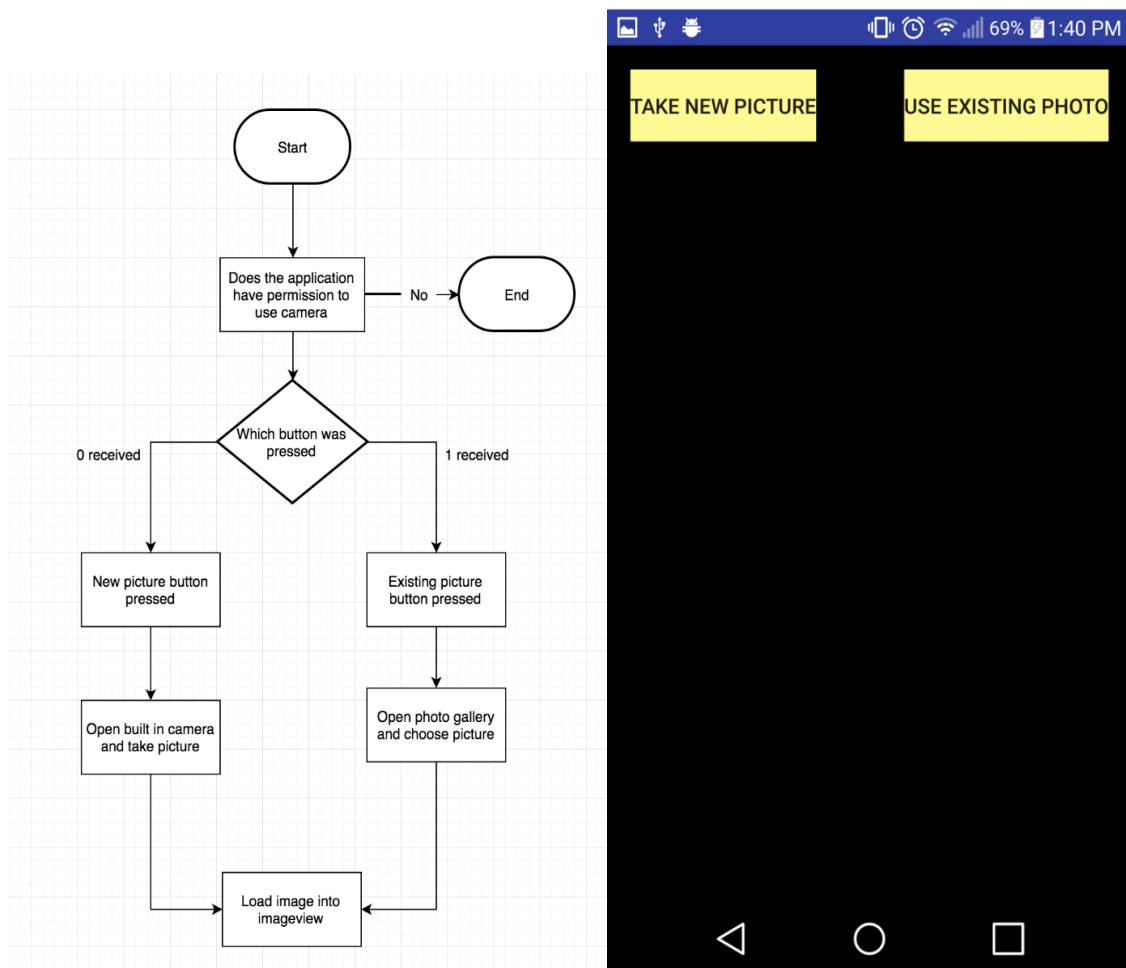 Start
Does the application
have permission to
use camera
No
End
Which button was
pressed
0 received
1 received
New picture button
pressed
Existing picture
button pressed
Open built in camera
and take picture
Open photo gallery
and choose picture
Load image into
imageview
69% 1:40 PM
TAKE NEW PICTURE
USE EXISTING PHOTO